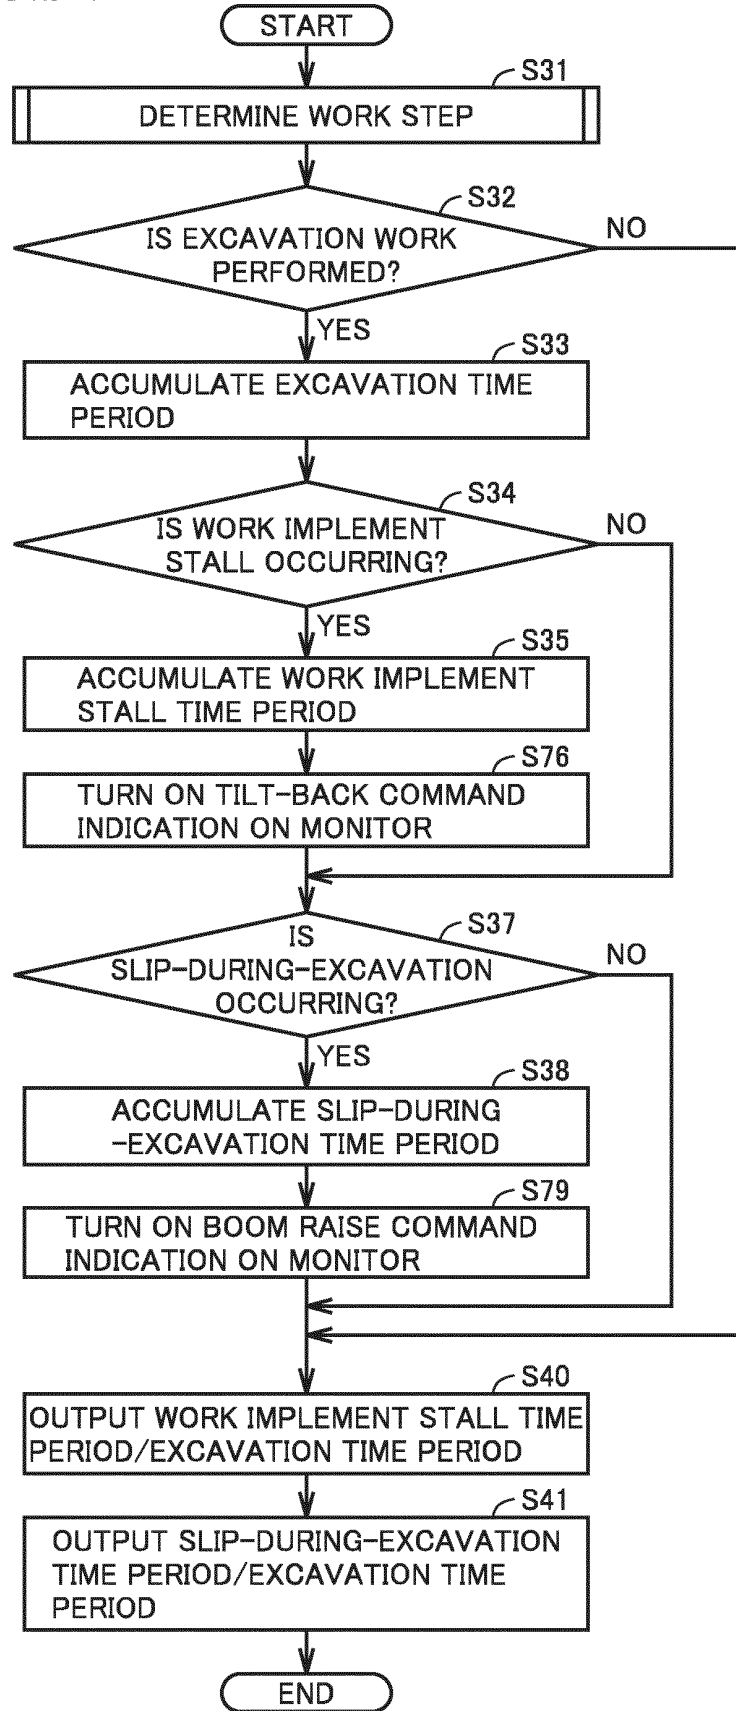 START
S31
DETERMINE WORK STEP
S32
IS EXCAVATION WORK
PERFORMED?
NO
YES
S33
ACCUMULATE EXCAVATION TIME
PERIOD
S34
IS WORK IMPLEMENT
STALL OCCURRING?
NO
YES
S35
ACCUMULATE WORK IMPLEMENT
STALL TIME PERIOD
S76
TURN ON TILT-BACK COMMAND
INDICATION ON MONITOR
S37
IS
SLIP-DURING-EXCAVATION
OCCURRING?
NO
YES
S38
ACCUMULATE SLIP-DURING
-EXCAVATION TIME PERIOD
S79
TURN ON BOOM RAISE COMMAND
INDICATION ON MONITOR
S40
OUTPUT WORK IMPLEMENT STALL TIME
PERIOD/EXCAVATION TIME PERIOD
S41
OUTPUT SLIP-DURING-EXCAVATION
TIME PERIOD/EXCAVATION TIME
PERIOD
END